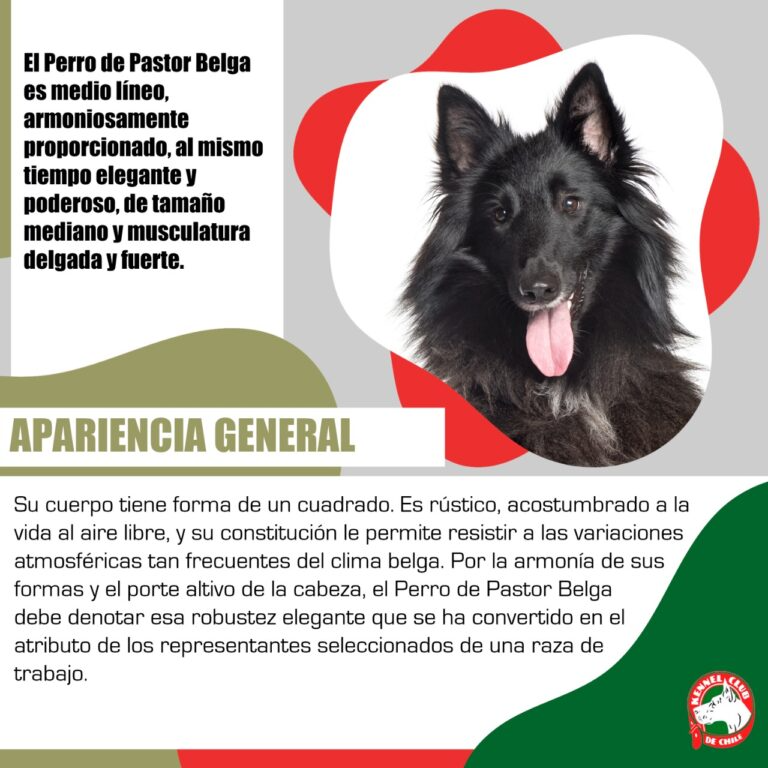 El Perro de Pastor Belga
es medio líneo,
armoniosamente
proporcionado, al mismo
tiempo elegante y
poderoso, de tamaño
mediano y musculatura
delgada y fuerte.
APARIENCIA GENERAL
Su cuerpo tiene forma de un cuadrado. Es rústico, acostumbrado a la
vida al aire libre, y su constitución le permite resistir a las variaciones
atmosféricas tan frecuentes del clima belga. Por la armonía de sus
formas y el porte altivo de la cabeza, el Perro de Pastor Belga
debe denotar esa robustez elegante que se ha convertido en el
atributo de los representantes seleccionados de una raza de
trabajo.
KENNEL CLUB
DE CHILE